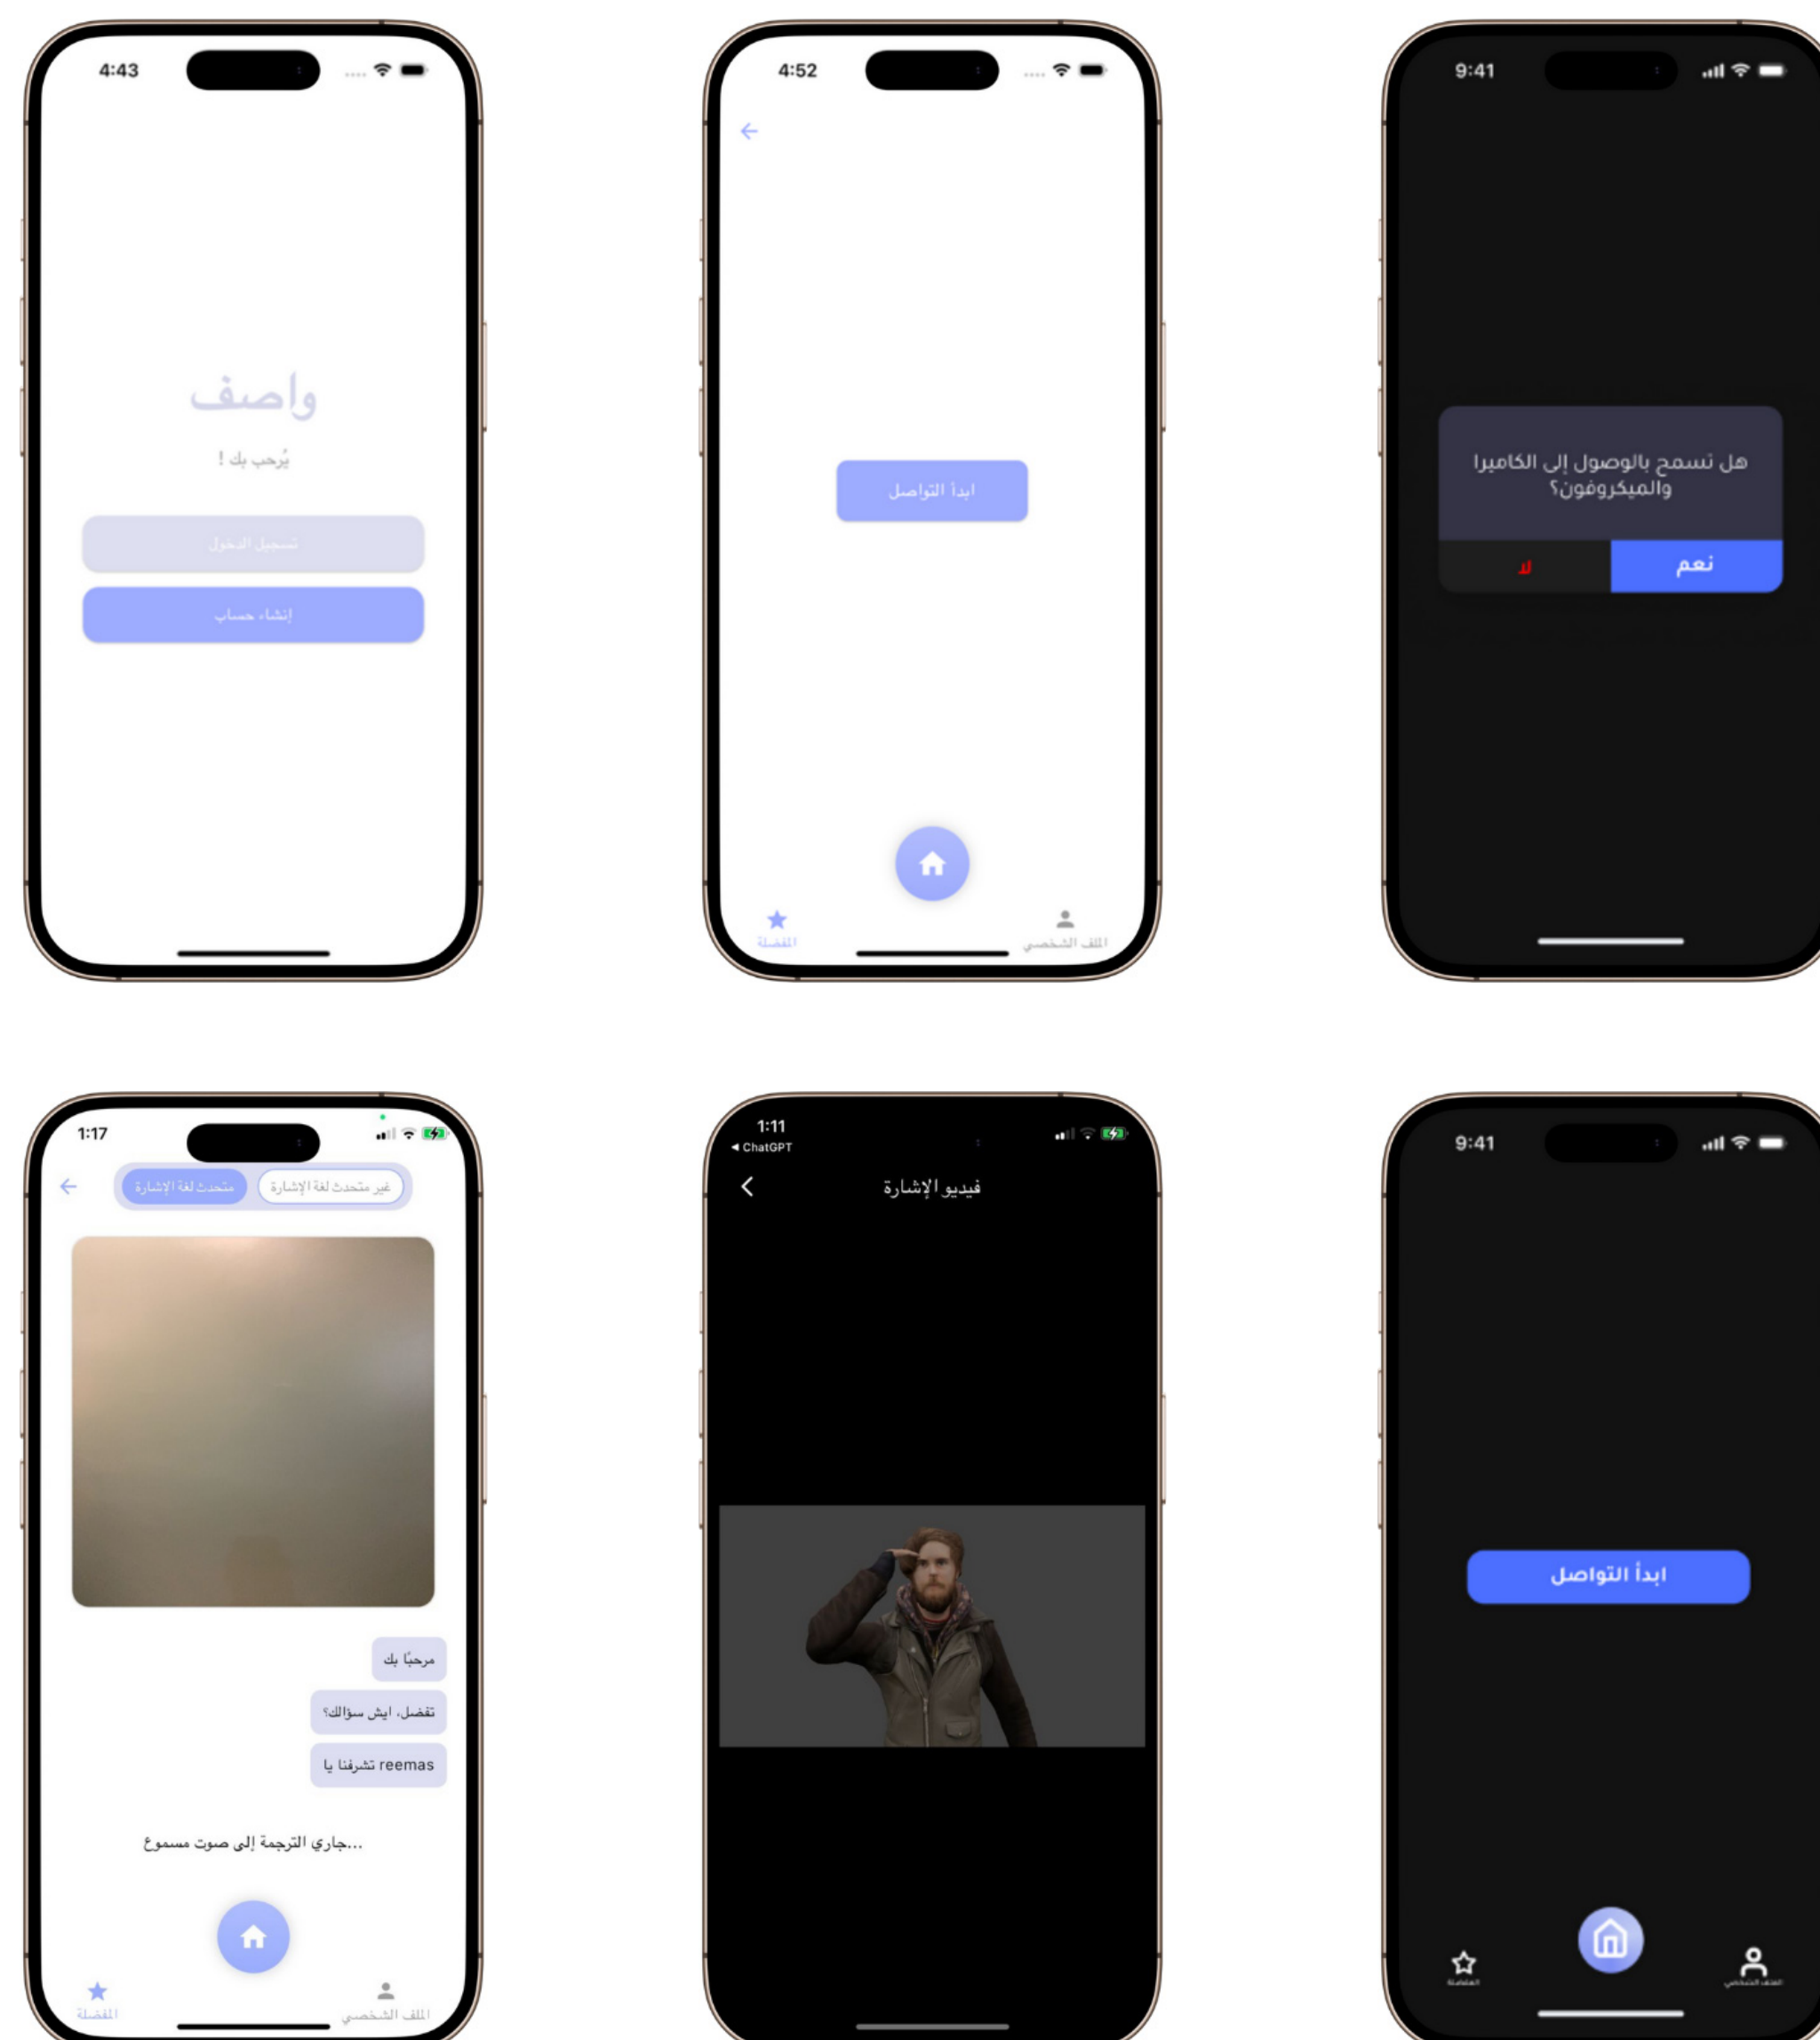 4:43
واصف
يُرحب بك !
تسجيل الدخول
إنشاء حساب
4:52
ابدأ التواصل
المفضلة
الملف الشخصي
9:41
هل تسمح بالوصول إلى الكاميرا
والميكروفون؟
نعم
لا
1:17
غير متحدث لغة الإشارة
متحدث لغة الإشارة
مرحبًا بك
تفضل، ايش سؤالك؟
reemas تشرفنا يا
...جاري الترجمة إلى صوت مسموع
المفضلة
الملف الشخصي
1:11
◀ ChatGPT
فيديو الإشارة
9:41
ابدأ التواصل
المفضلة
الملف الشخصي